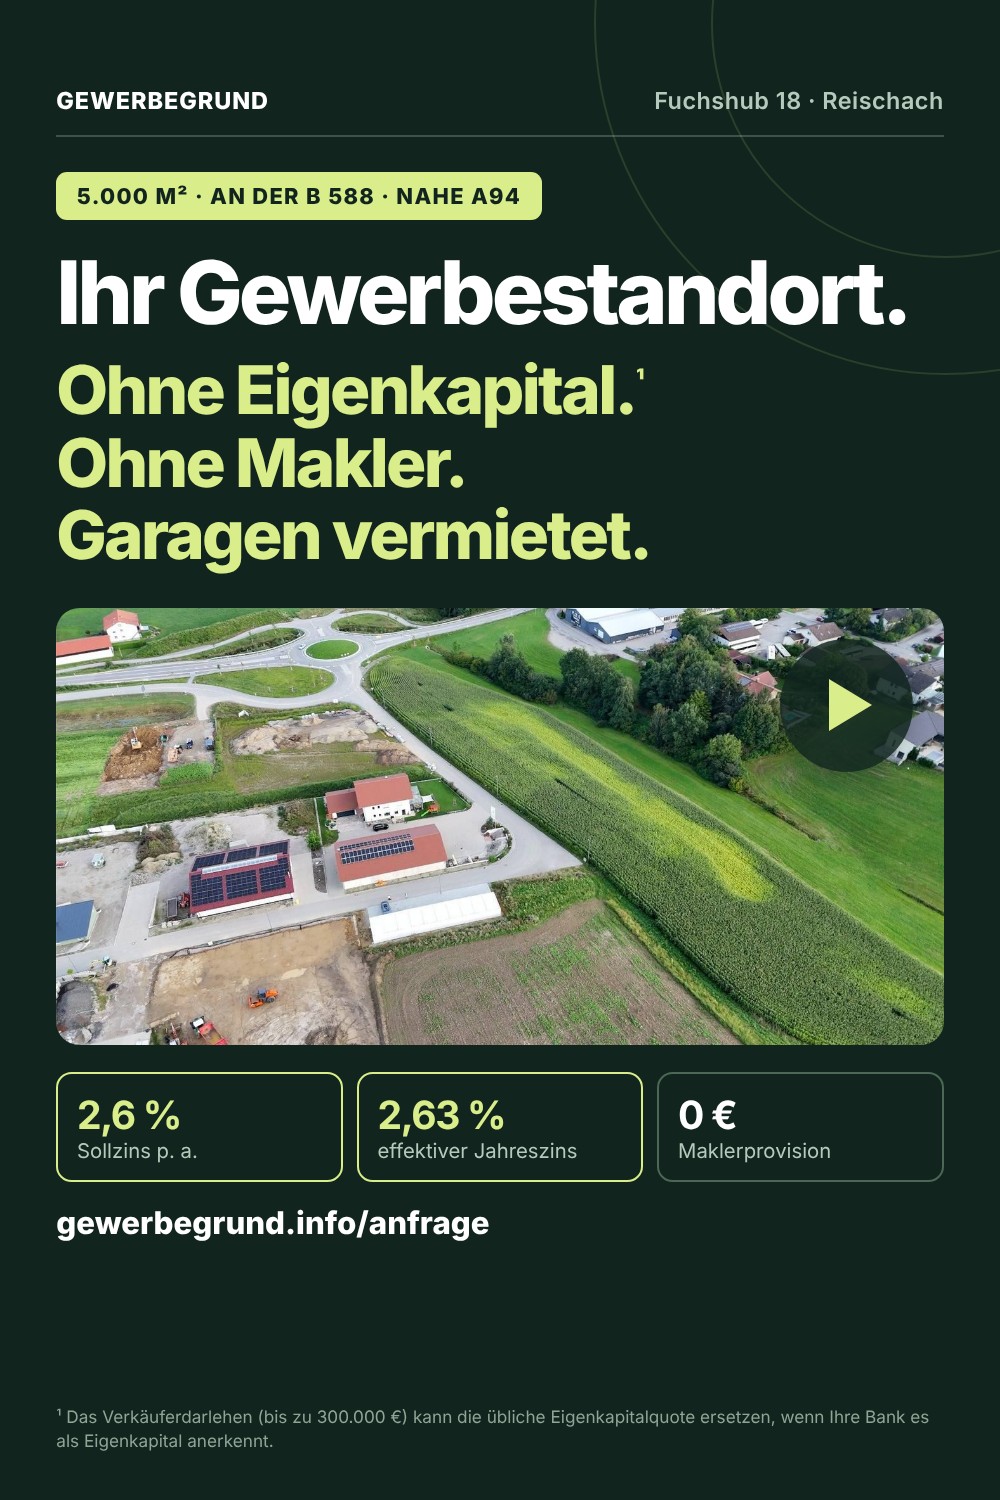 GEWERBEGRUND
Fuchshub 18 · Reischach
5.000 M² · AN DER B 588 · NAHE A94
Ihr Gewerbestandort.
Ohne Eigenkapital.¹
Ohne Makler.
Garagen vermietet.
2,6 %
Sollzins p. a.
2,63 %
effektiver Jahreszins
0 €
Maklerprovision
gewerbegrund.info/anfrage
¹ Das Verkäuferdarlehen (bis zu 300.000 €) kann die übliche Eigenkapitalquote ersetzen, wenn Ihre Bank es
als Eigenkapital anerkennt.